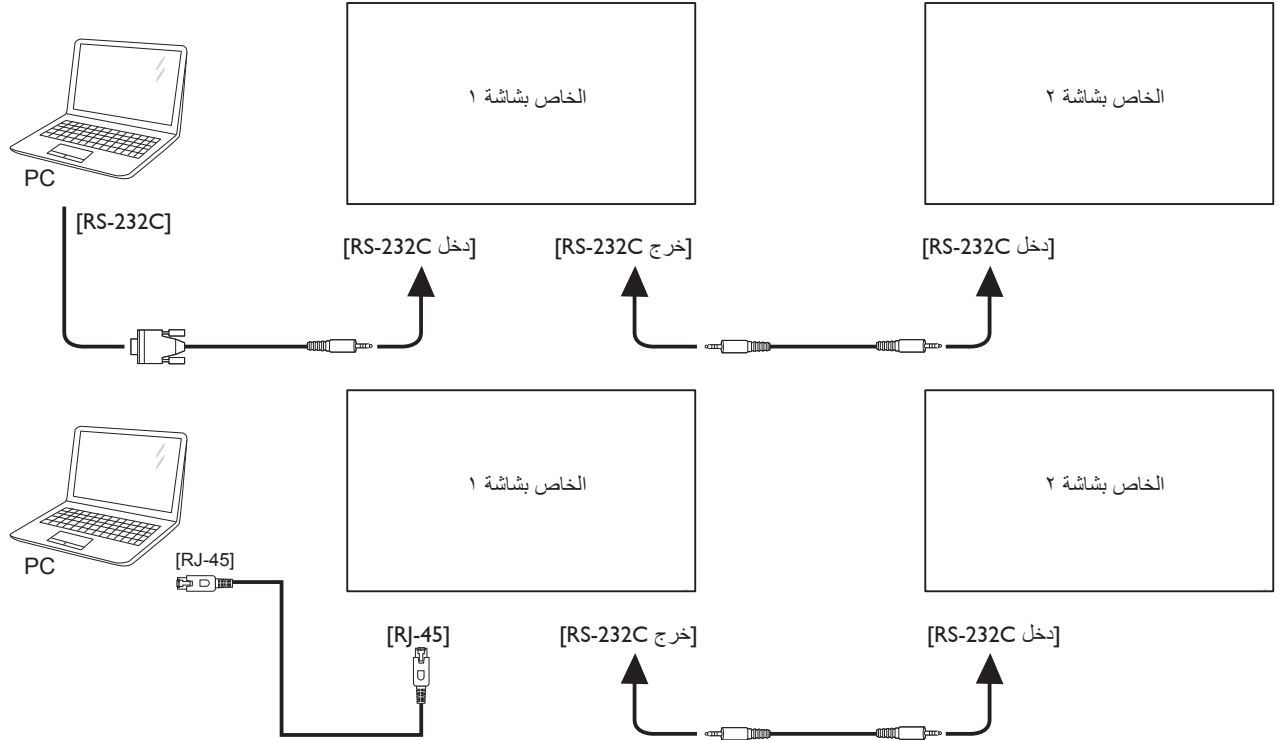 الخاص بشاشة ١
الخاص بشاشة ٢
PC
[RS-232C]
[دخل RS-232C]
[خرج RS-232C]
[دخل RS-232C]
الخاص بشاشة ١
الخاص بشاشة ٢
PC
[RJ-45]
[RJ-45]
[خرج RS-232C]
[دخل RS-232C]